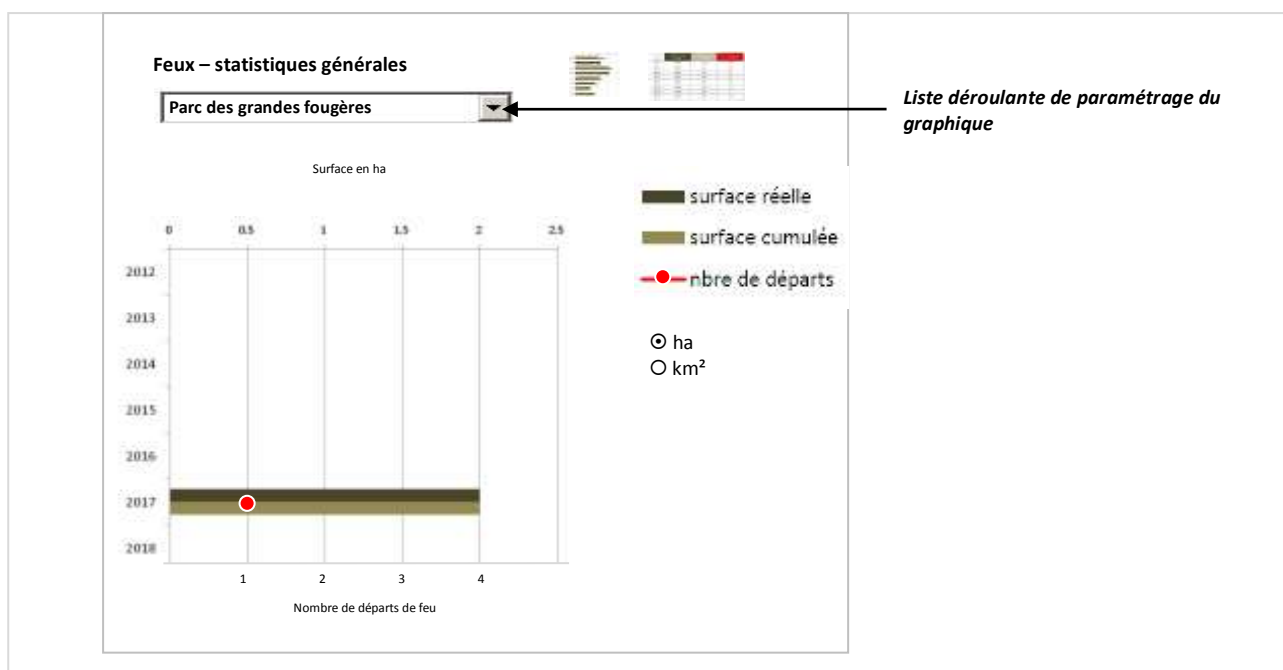 Feux – statistiques générales
Parc des grandes fougères
Liste déroulante de paramétrage du
graphique
Surface en ha
surface réelle
surface cumulée
nbre de départs
0 0.5 1 1.5 2 2.5
ha
km²
2012
2013
2014
2015
2016
2017
2018
1 2 3 4
Nombre de départs de feu